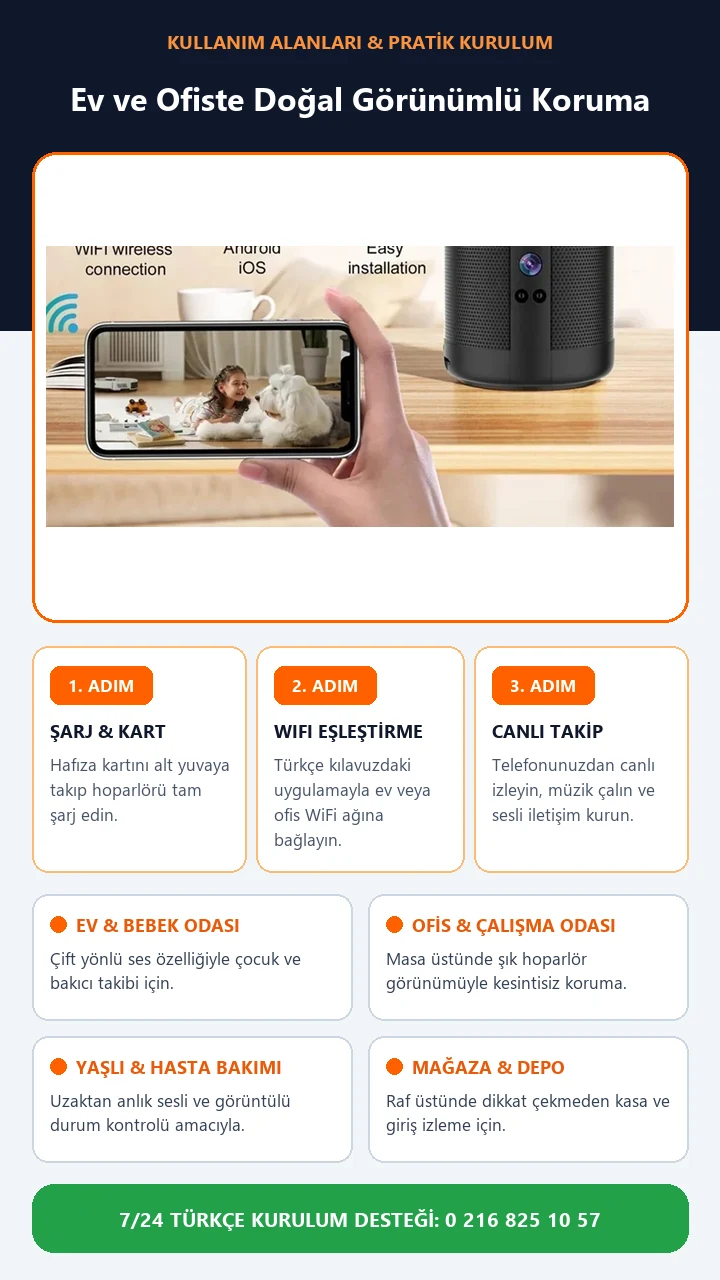 KULLANIM ALANLARI & PRATİK KURULUM
Ev ve Ofiste Doğal Görünümlü Koruma
WiFi wireless
connection
Android
iOS
Easy
installation
1. ADIM
ŞARJ & KART
Hafıza kartını alt yuvaya
takıp hoparlörü tam
şarj edin.
2. ADIM
WIFI EŞLEŞTİRME
Türkçe kılavuzdaki
uygulamayla ev veya
ofis WiFi ağına
bağlayın.
3. ADIM
CANLI TAKİP
Telefonunuzdan canlı
izleyin, müzik çalın ve
sesli iletişim kurun.
EV & BEBEK ODASI
Çift yönlü ses özelliğiyle çocuk ve
bakıcı takibi için.
OFİS & ÇALIŞMA ODASI
Masa üstünde şık hoparlör
görünümüyle kesintisiz koruma.
YAŞLI & HASTA BAKIMI
Uzaktan anlık sesli ve görüntülü
durum kontrolü amacıyla.
MAĞAZA & DEPO
Raf üstünde dikkat çekmeden kasa ve
giriş izleme için.
7/24 TÜRKÇE KURULUM DESTEĞİ: 0 216 825 10 57